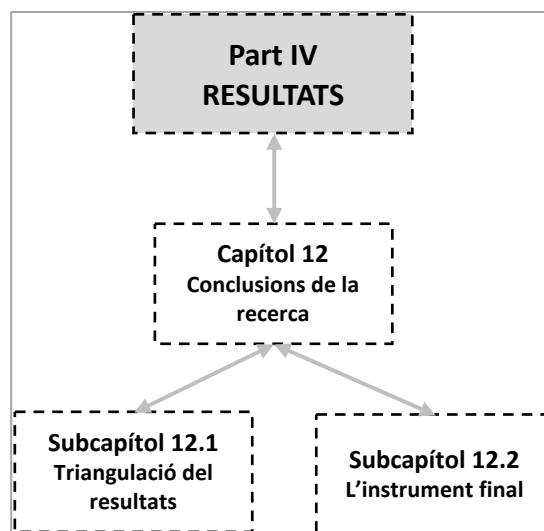 Part IV
RESULTATS
Capítol 12
Conclusions de la
recerca
Subcapítol 12.1
Triangulació del
resultats
Subcapítol 12.2
L’instrument final